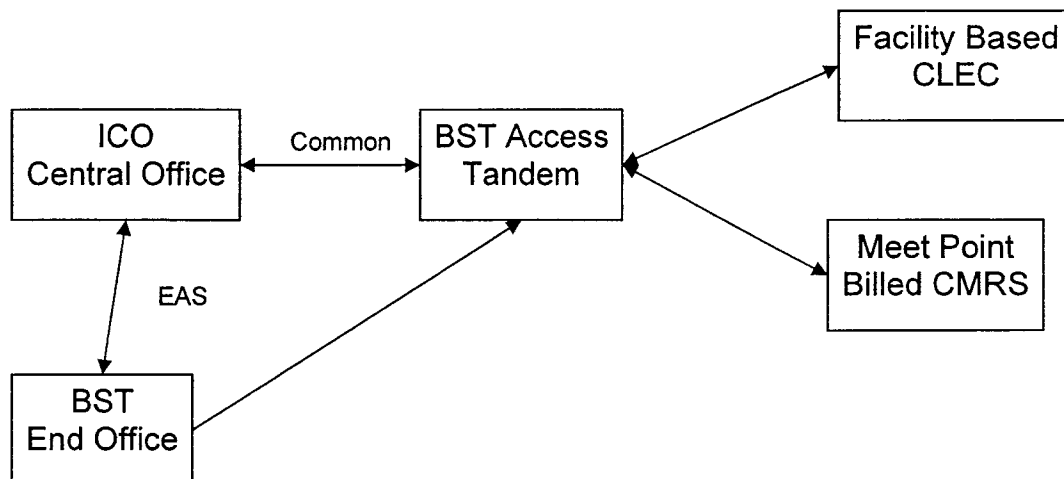 Facility Based
CLEC
ICO
Central Office
Common
BST Access
Tandem
Meet Point
Billed CMRS
EAS
BST
End Office